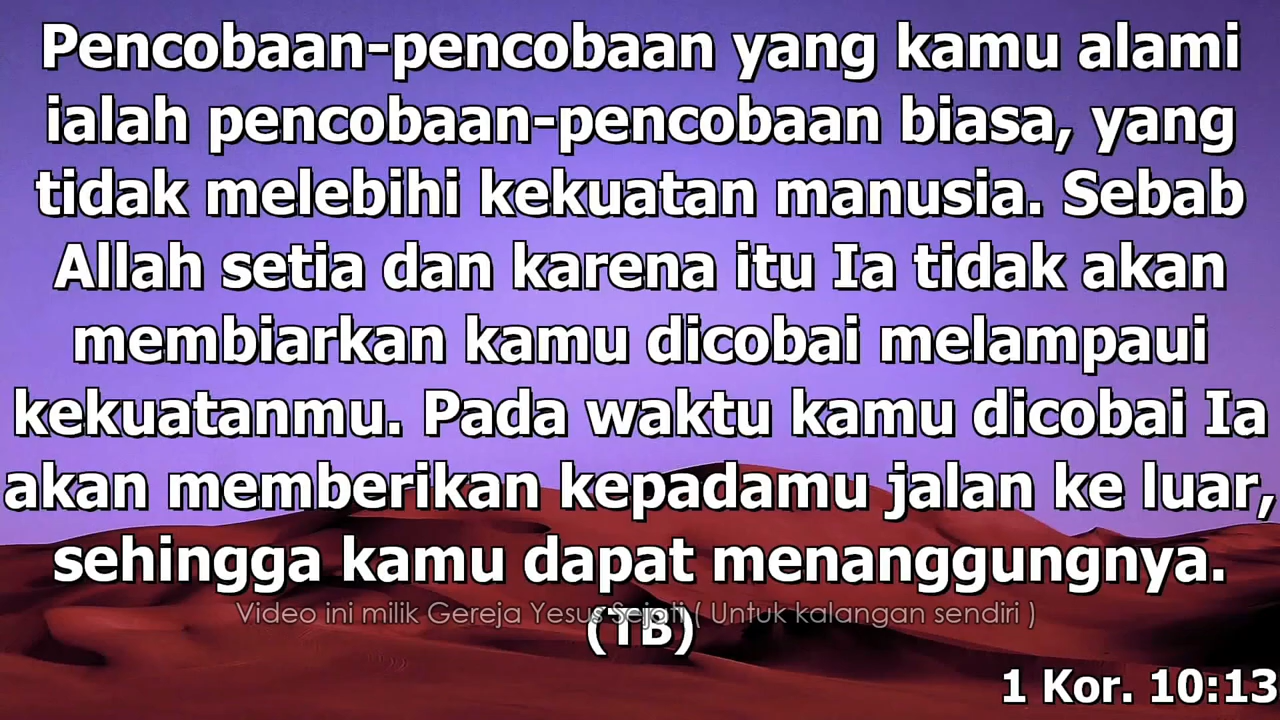 Pencobaan-pencobaan yang kamu alami
ialah pencobaan-pencobaan biasa, yang
tidak melebihi kekuatan manusia. Sebab
Allah setia dan karena itu Ia tidak akan
membiarkan kamu dicobai melampaui
kekuatanmu. Pada waktu kamu dicobai Ia
akan memberikan kepadamu jalan ke luar,
sehingga kamu dapat menanggungnya.
Video ini milik Gereja Yesus Sejati ( Untuk kalangan sendiri )
(TB)
1 Kor. 10:13